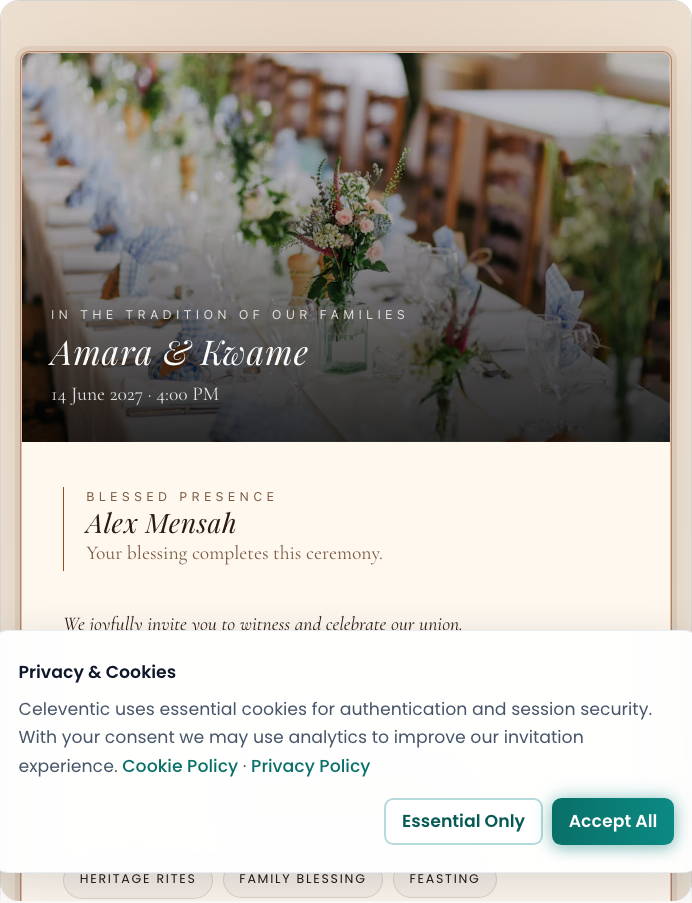 IN THE TRADITION OF OUR FAMILIES
Amara & Kwame
14 June 2027 · 4:00 PM
BLESSED PRESENCE
Alex Mensah
Your blessing completes this ceremony.
We joyfully invite you to witness and celebrate our union.
Privacy & Cookies
Celeventic uses essential cookies for authentication and session security.
With your consent we may use analytics to improve our invitation
experience. Cookie Policy · Privacy Policy
Essential Only
Accept All
HERITAGE RITES
FAMILY BLESSING
FEASTING